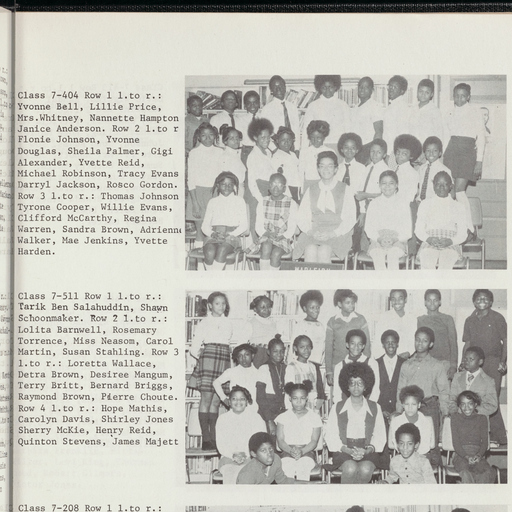 Class 7-404 Row 1 l.to r.:
Yvonne Bell, Lillie Price,
Mrs.Whitney, Nannette Hampton
Janice Anderson. Row 2 l.to r
Flonie Johnson, Yvonne
Douglas, Sheila Palmer, Gigi
Alexander, Yvette Reid,
Michael Robinson, Tracy Evans
Darryl Jackson, Rosco Gordon.
Row 3 l.to r.: Thomas Johnson
Tyrone Cooper, Willie Evans,
Clifford McCarthy, Regina
Warren, Sandra Brown, Adrienne
Walker, Mae Jenkins, Yvette
Harden.
Class 7-511 Row 1 l.to r.:
Tarik Ben Salahuddin, Shawn
Schoonmaker. Row 2 l.to r.:
Lolita Barnwell, Rosemary
Torrence, Miss Neasom, Carol
Martin, Susan Stahling. Row 3
l.to r.: Loretta Wallace,
Detra Brown, Desiree Mangum,
Terry Britt, Bernard Briggs,
Raymond Brown, Pierre Choute.
Row 4 l.to r.: Hope Mathis,
Carolyn Davis, Shirley Jones
Sherry McKie, Henry Reid,
Quinton Stevens, James Majett
Class 7-208 Row 1 l.to r.: